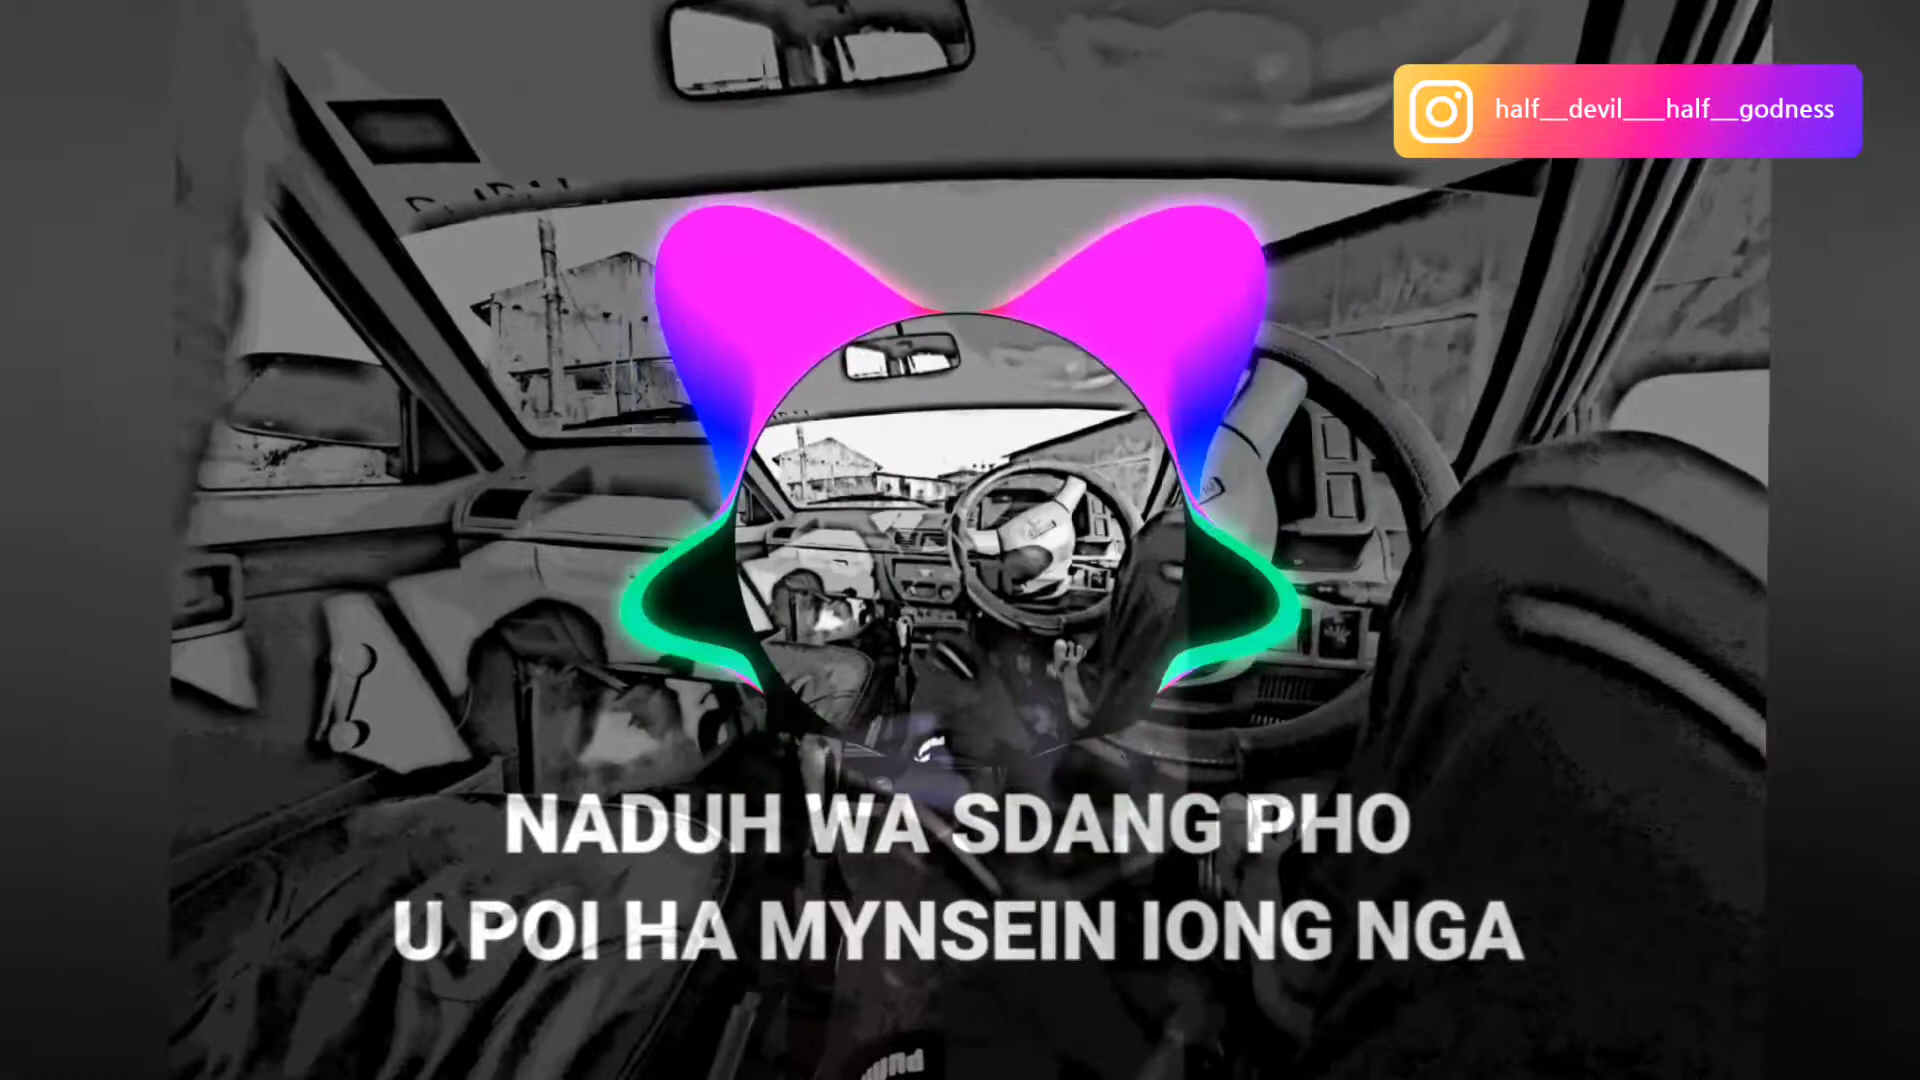 half__devil___half__godness
NADUH WA SDANG PHO
U POI HA MYNSEIN IONG NGA